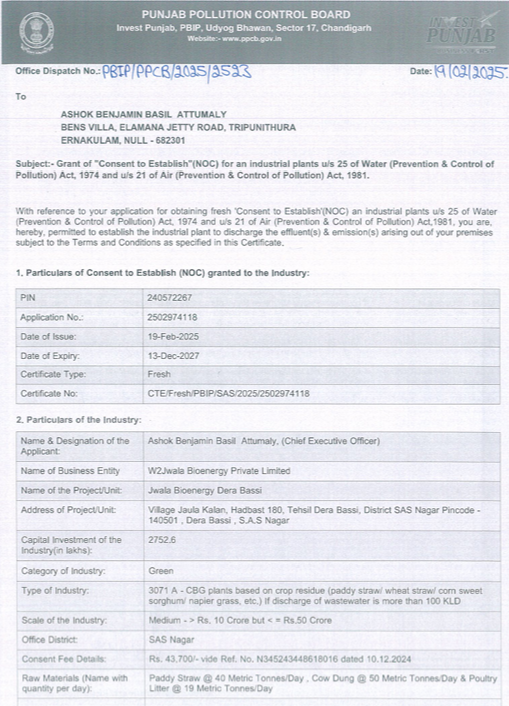 PUNJAB POLLUTION CONTROL BOARD
Invest Punjab, PBIP, Udyog Bhawan, Sector 17, Chandigarh
Website:- www.ppcb.gov.in
INVEST
PUNJAB
Office Dispatch No.: PBIP/PPCB/2025/2523 Date: 19/02/2025.
To
ASHOK BENJAMIN BASIL ATTUMALY
BENS VILLA, ELAMANA JETTY ROAD, TRIPUNITHURA
ERNAKULAM, NULL - 682301
Subject:- Grant of "Consent to Establish"(NOC) for an industrial plants u/s 25 of Water (Prevention & Control of
Pollution) Act, 1974 and u/s 21 of Air (Prevention & Control of Pollution) Act, 1981.
With reference to your application for obtaining fresh 'Consent to Establish'(NOC) an industrial plants u/s 25 of Water
(Prevention & Control of Pollution) Act, 1974 and u/s 21 of Air (Prevention & Control of Pollution) Act,1981, you are,
hereby, permitted to establish the industrial plant to discharge the effluent(s) & emission(s) arising out of your premises
subject to the Terms and Conditions as specified in this Certificate.
1. Particulars of Consent to Establish (NOC) granted to the Industry:
PIN 240572267
Application No.: 2502974118
Date of Issue: 19-Feb-2025
Date of Expiry: 13-Dec-2027
Certificate Type: Fresh
Certificate No: CTE/Fresh/PBIP/SAS/2025/2502974118
2. Particulars of the Industry:
Name & Designation of the Applicant: Ashok Benjamin Basil Attumaly, (Chief Executive Officer)
Name of Business Entity W2Jwala Bioenergy Private Limited
Name of the Project/Unit: Jwala Bioenergy Dera Bassi
Address of Project/Unit: Village Jaula Kalan, Hadbast 180, Tehsil Dera Bassi, District SAS Nagar Pincode -
140501 , Dera Bassi , S.A.S Nagar
Capital Investment of the Industry(in lakhs): 2752.6
Category of Industry: Green
Type of Industry: 3071 A - CBG plants based on crop residue (paddy straw/ wheat straw/ corn sweet
sorghum/ napier grass, etc.) If discharge of wastewater is more than 100 KLD
Scale of the Industry: Medium - > Rs. 10 Crore but < = Rs.50 Crore
Office District: SAS Nagar
Consent Fee Details: Rs. 43,700/- vide Ref. No. N345243448618016 dated 10.12.2024
Raw Materials (Name with quantity per day): Paddy Straw @ 40 Metric Tonnes/Day , Cow Dung @ 50 Metric Tonnes/Day & Poultry
Litter @ 19 Metric Tonnes/Day